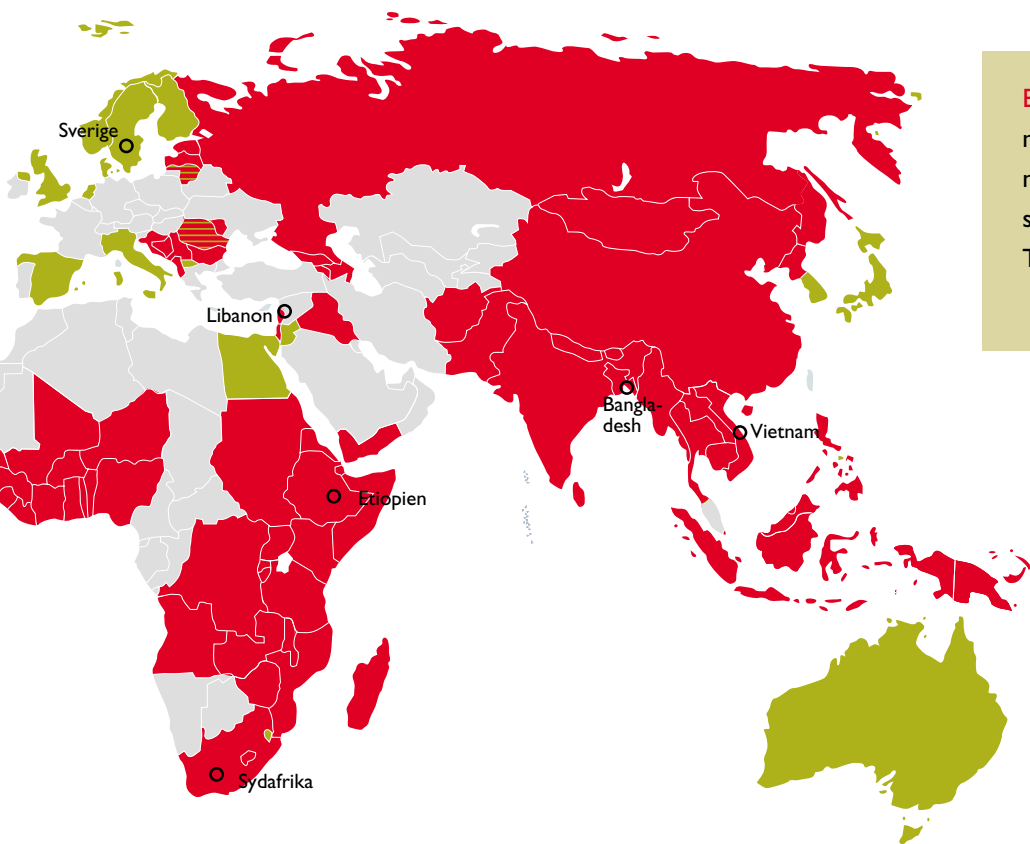 Sverige
Libanon
Bangla-
desh
Vietnam
Etiopien
Sydafrika